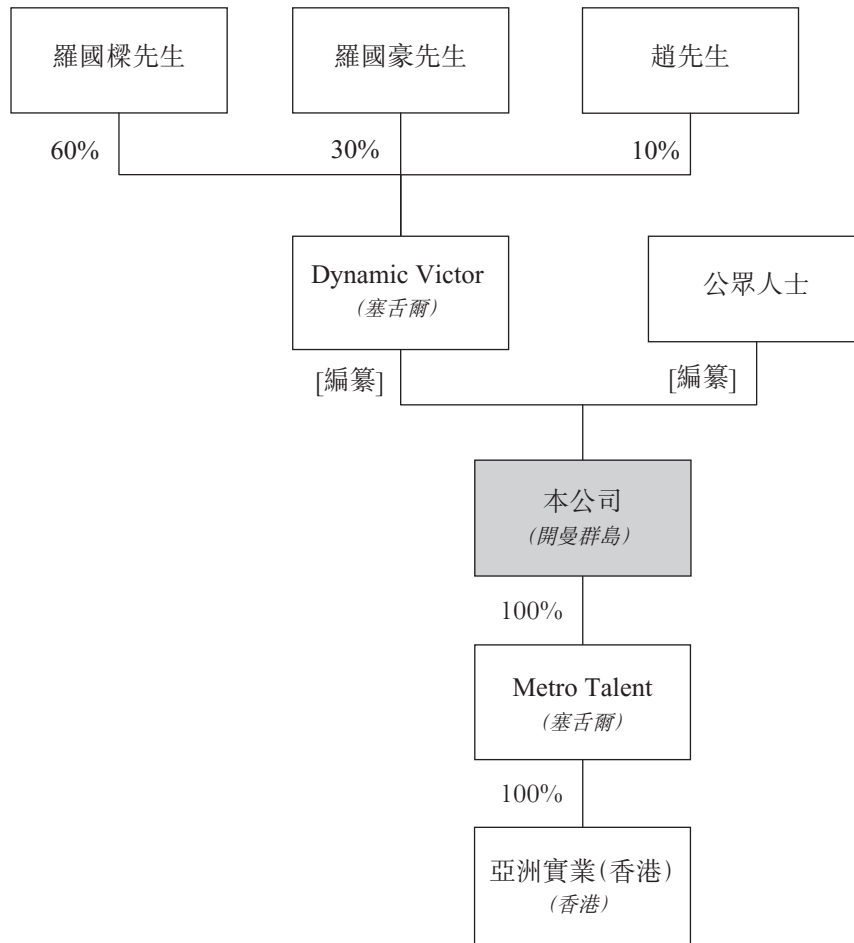 羅國樑先生
羅國豪先生
趙先生
60%
30%
10%
Dynamic Victor
(塞舌爾)
公眾人士
[編纂]
[編纂]
本公司
(開曼群島)
100%
Metro Talent
(塞舌爾)
100%
亞洲實業(香港)
(香港)